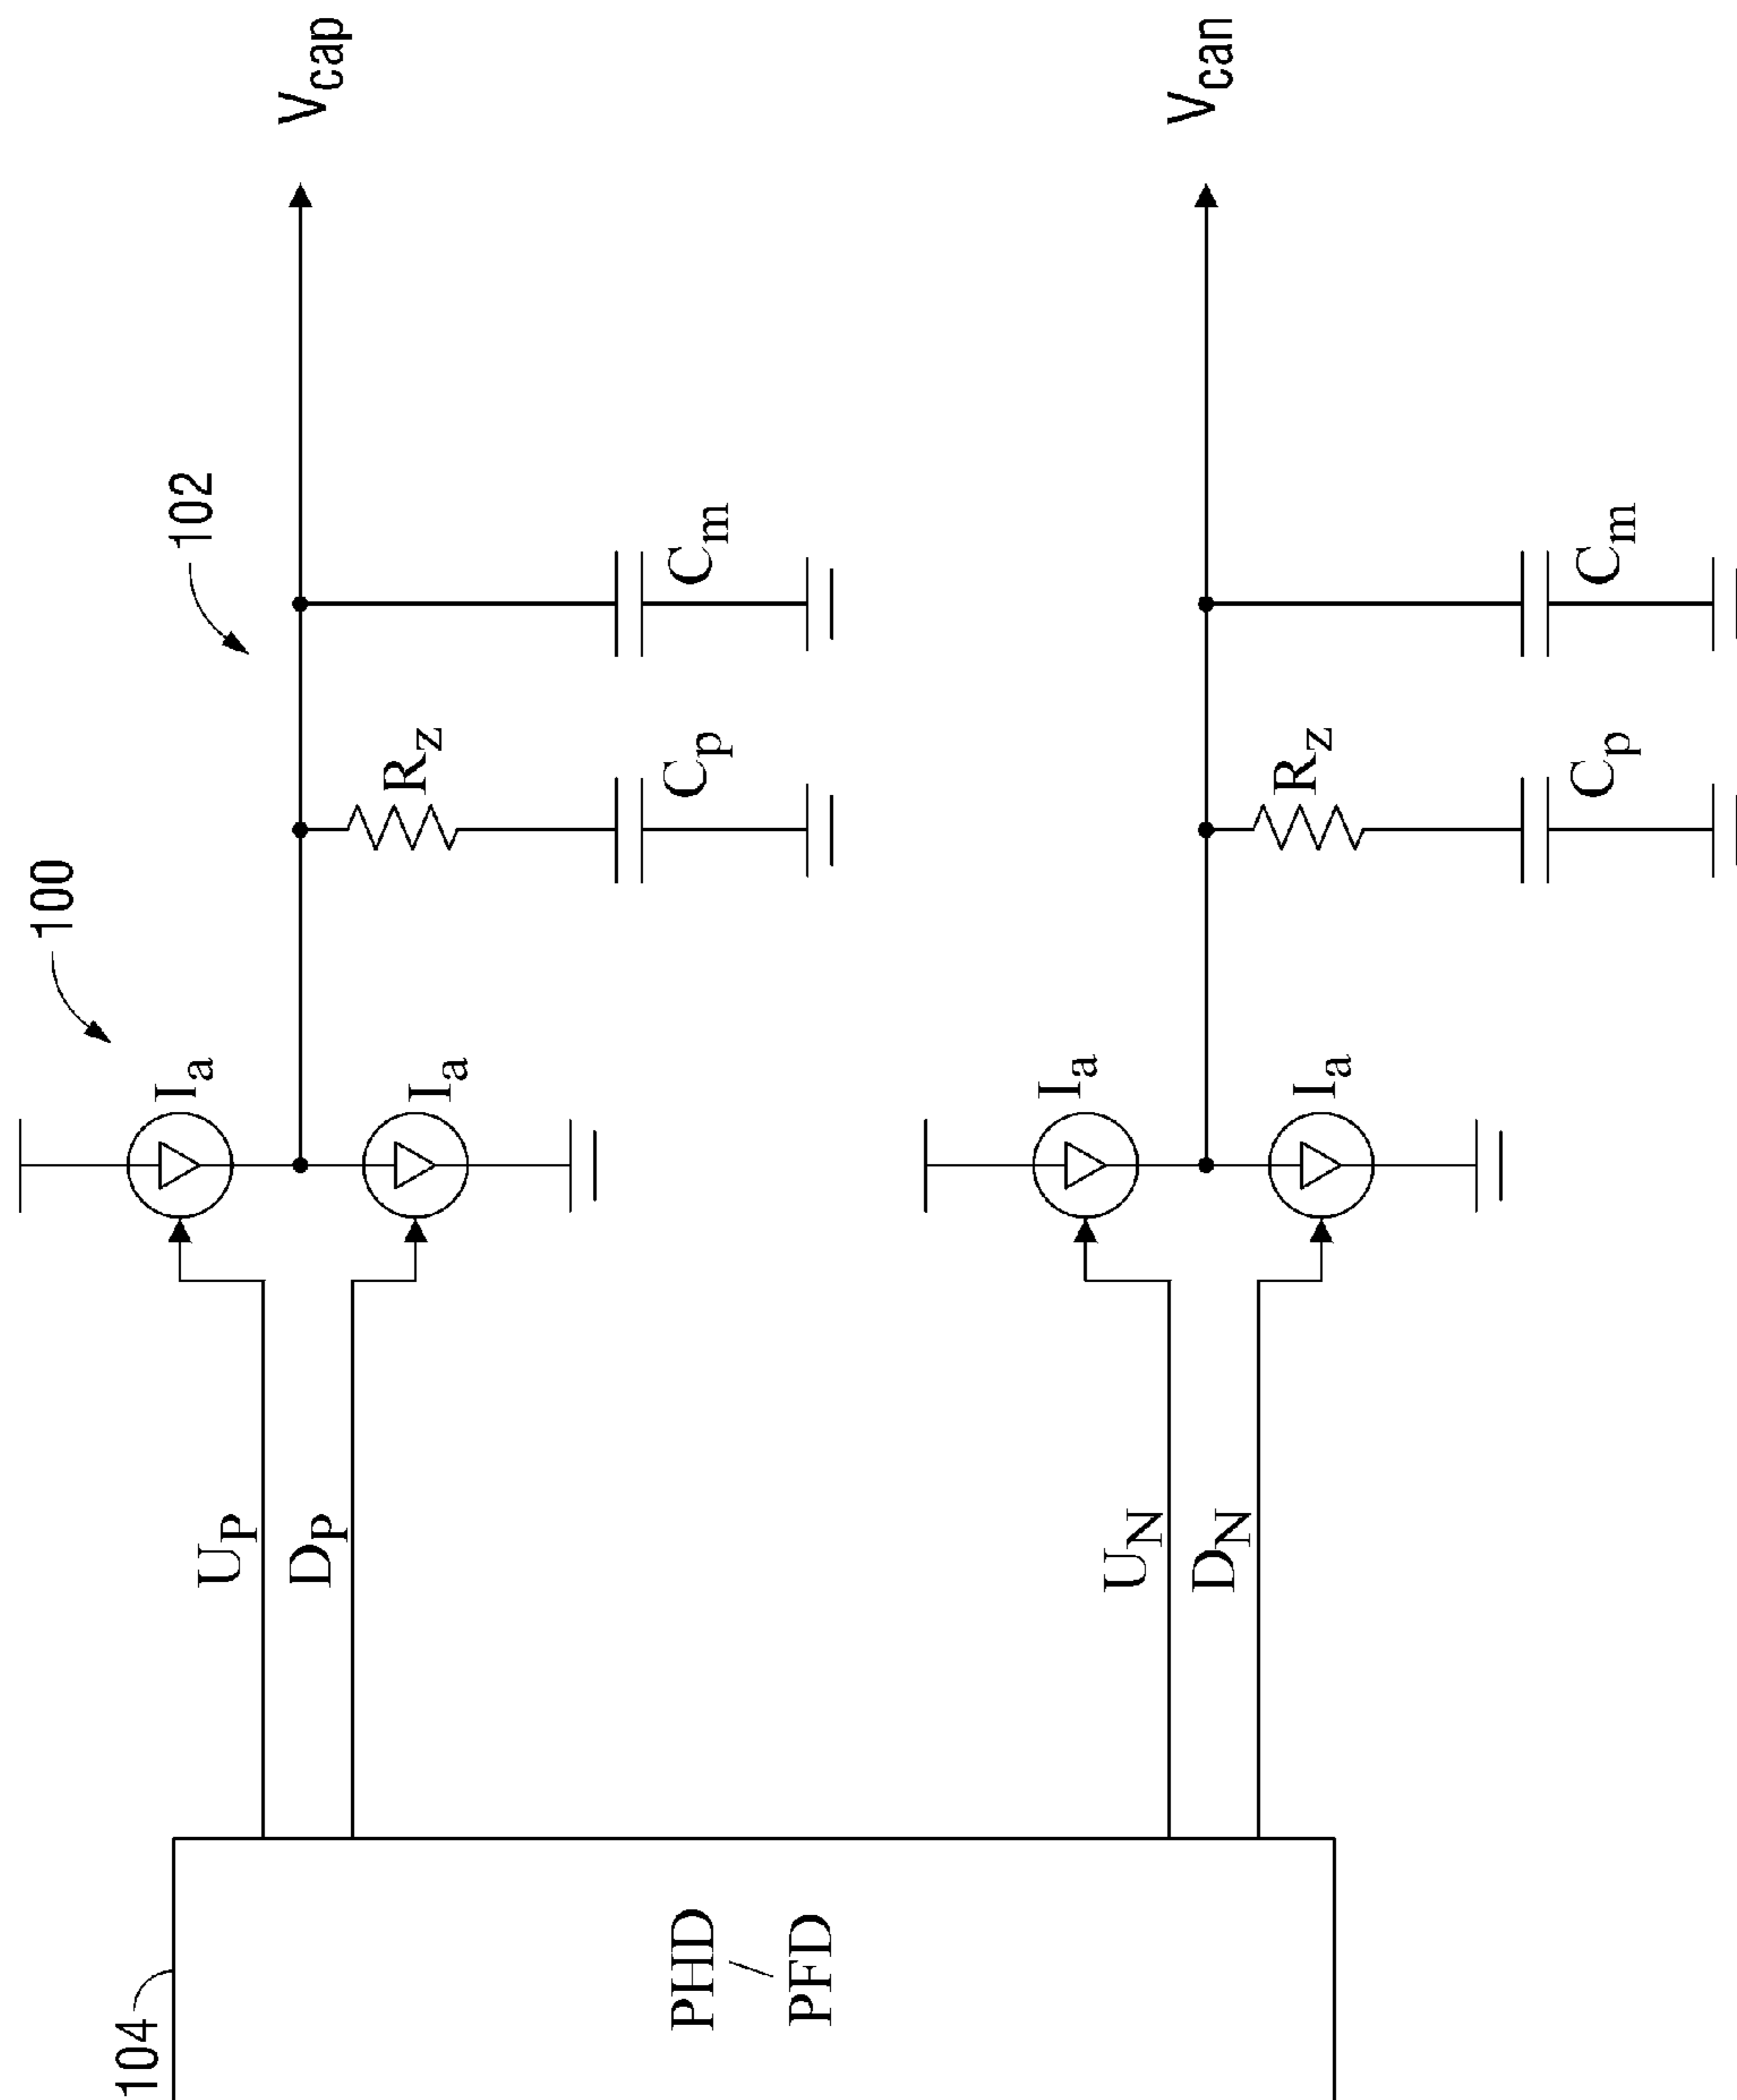 104
PHD
/
PFD
U_P
D_P
U_N
D_N
100
I_a
I_a
I_a
I_a
102
R_Z
C_p
C_m
R_Z
C_p
C_m
V_cap
V_can